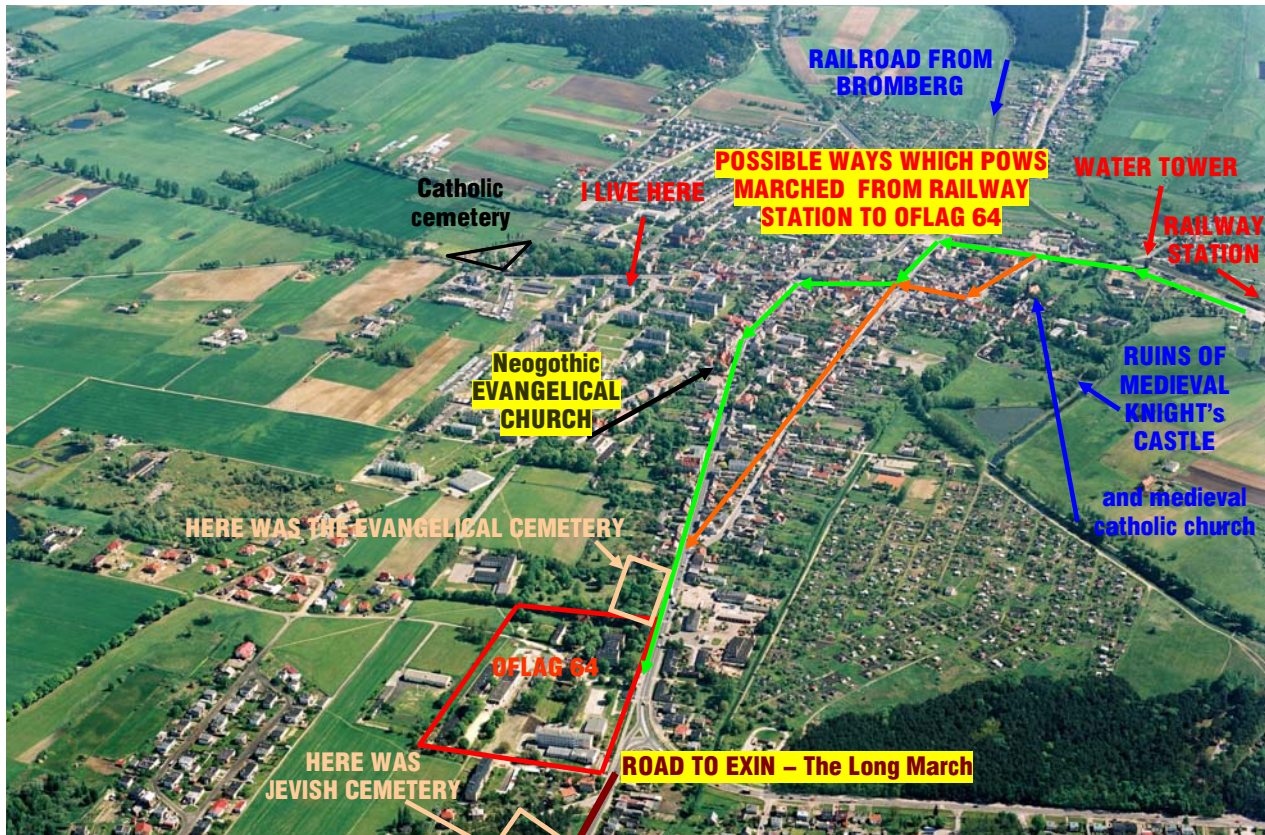 RAILROAD FROM
BROMBERG
POSSIBLE WAYS WHICH POWS
MARCHED FROM RAILWAY
STATION TO OFLAG 64
WATER TOWER
RAILWAY
STATION
Catholic
cemetery
I LIVE HERE
Neogothic
EVANGELICAL
CHURCH
RUINS OF
MEDIEVAL
KNIGHT's
CASTLE
and medieval
catholic church
HERE WAS THE EVANGELICAL CEMETERY
OFLAG 64
HERE WAS
JEVISH CEMETERY
ROAD TO EXIN – The Long March